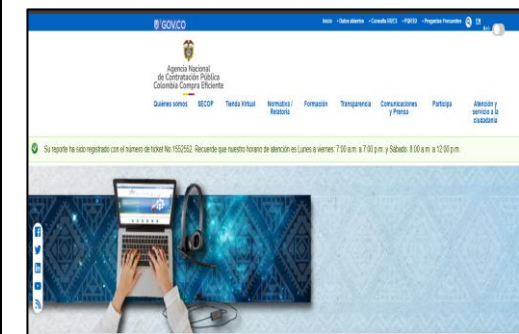 GOV.CO
Inicio • Datos abiertos • Consulta RUES • PQRSD • Preguntas Frecuentes
Agencia Nacional
de Contratación Pública
Colombia Compra Eficiente
Quiénes somos SECOP Tienda Virtual Normativa / Relatoría Formación Transparencia Comunicaciones y Prensa Participa Atención y servicio a la ciudadanía
Su reporte ha sido registrado con el número de ticket No 1552552. Recuerde que nuestro horario de atención es Lunes a viernes: 7:00 a.m. a 7:00 p.m. y Sábado: 8:00 a.m. a 12:00 p.m.